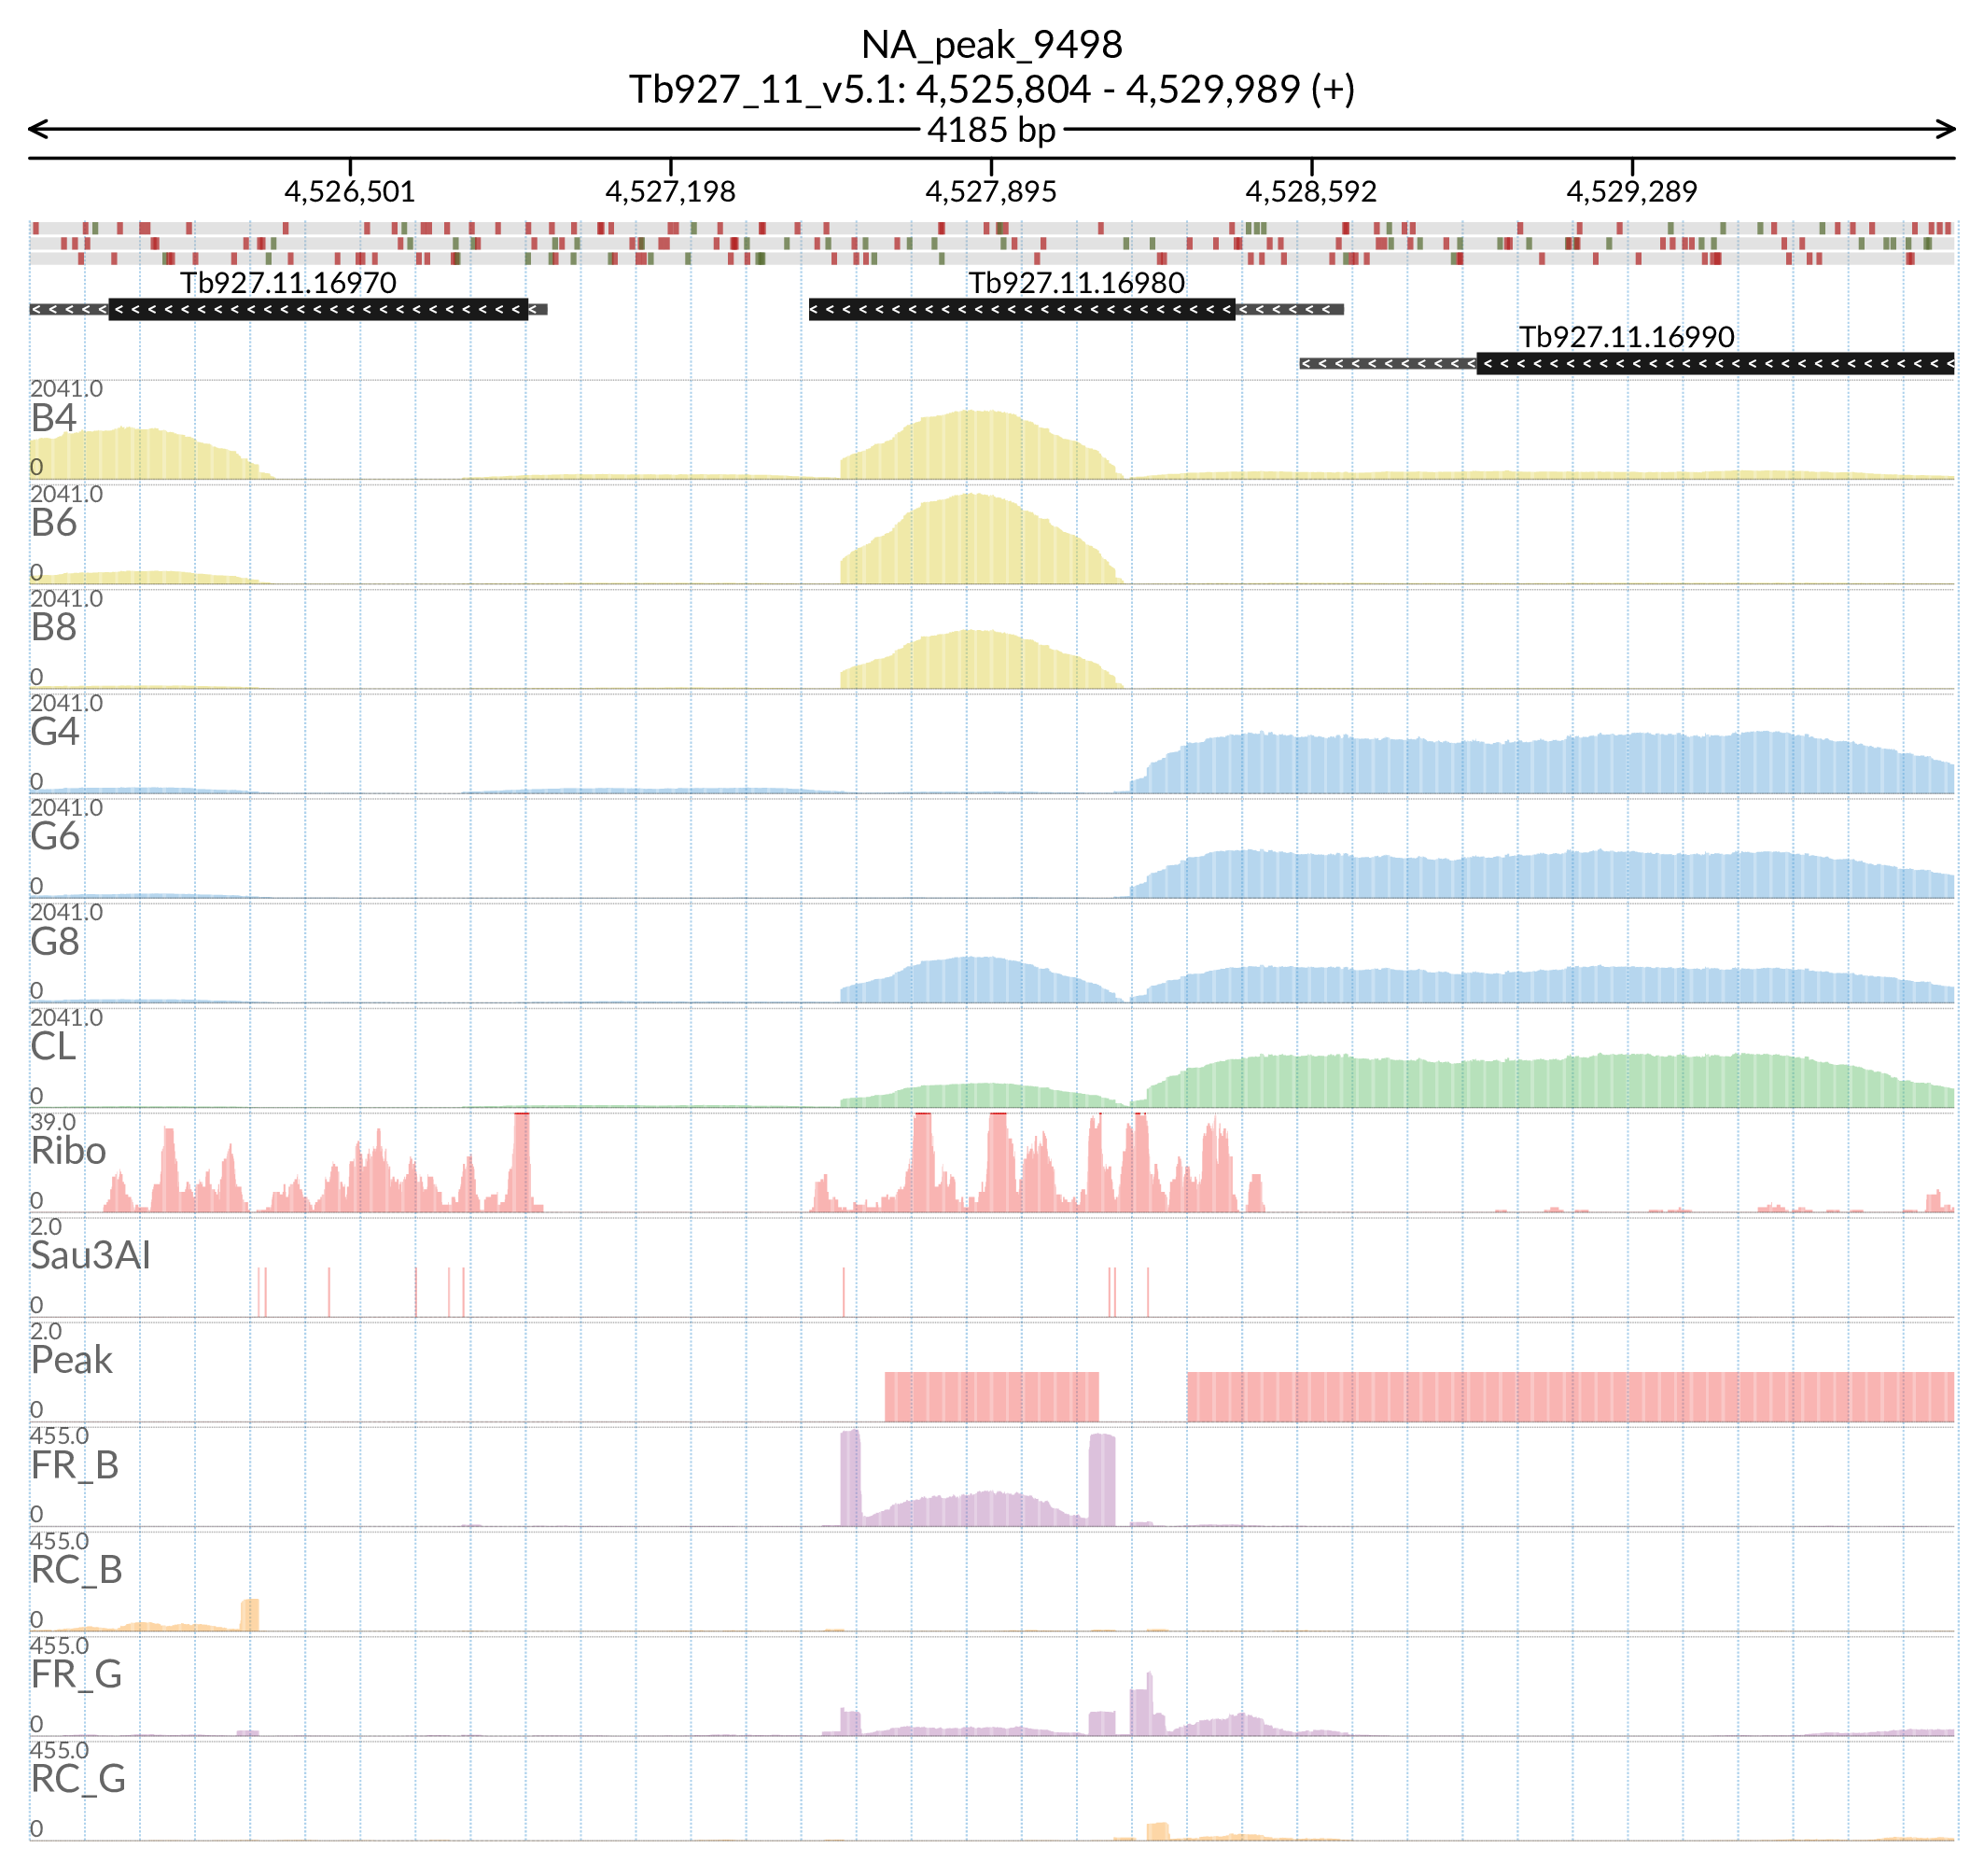 NA_peak_9498
Tb927_11_v5.1: 4,525,804 - 4,529,989 (+)
4185 bp
4,526,501 4,527,198 4,527,895 4,528,592 4,529,289
Tb927.11.16970 Tb927.11.16980
Tb927.11.16990
2041.0
B4
0
2041.0
B6
0
2041.0
B8
0
2041.0
G4
0
2041.0
G6
0
2041.0
G8
0
2041.0
CL
0
39.0
Ribo
0
2.0
Sau3AI
0
2.0
Peak
0
455.0
FR_B
0
455.0
RC_B
0
455.0
FR_G
0
455.0
RC_G
0